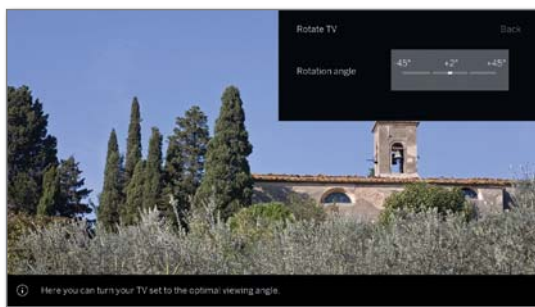 Rotate TV Back
-45° +2° +45°
Rotation angle
Here you can turn your TV set to the optimal viewing angle.